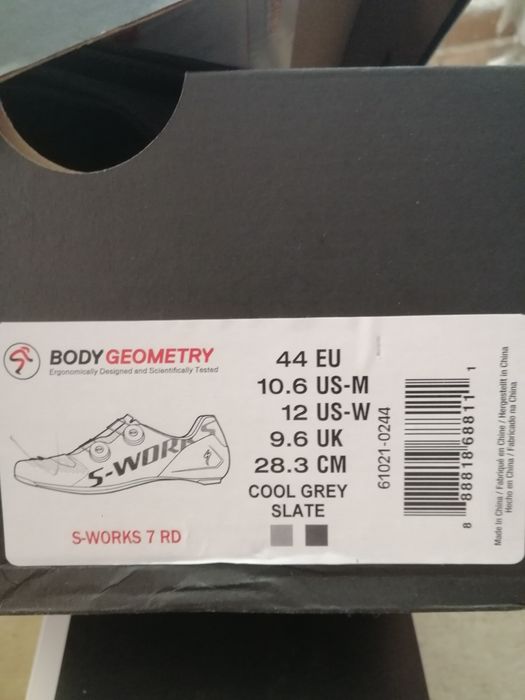 BODY GEOMETRY
Ergonomically Designed and Scientifically Tested
S-WORKS
S-WORKS 7 RD
44 EU
10.6 US-M
12 US-W
9.6 UK
28.3 CM
COOL GREY
SLATE
61021-0244
8 88818 68811 1
Made in China / Fabriqué en Chine / Hergestellt in China
Hecho en China / Fabricado na China